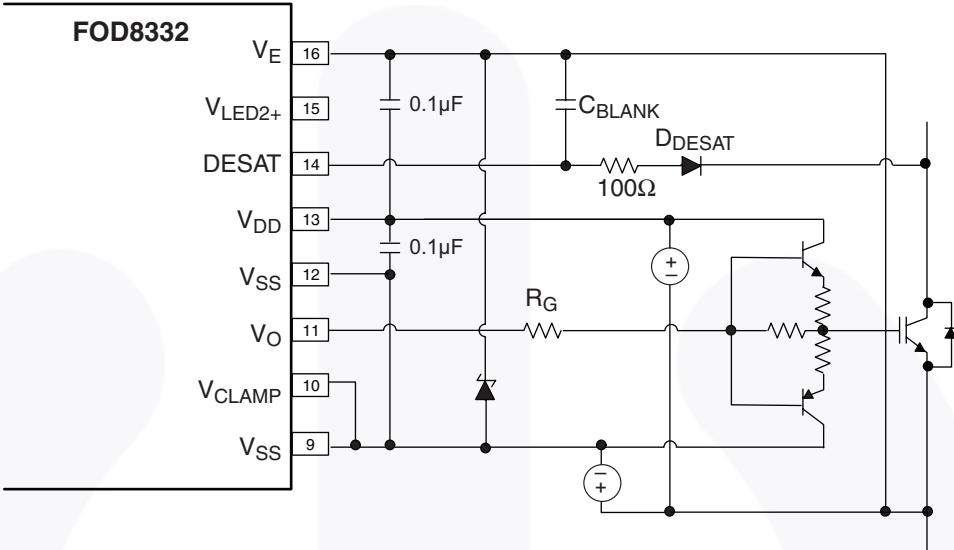 FOD8332
VE 16
VLED2+ 15
DESAT 14
VDD 13
VSS 12
VO 11
VCLAMP 10
VSS 9
0.1µF
CBLANK
DDESAT
100Ω
0.1µF
RG
+
–
–
+